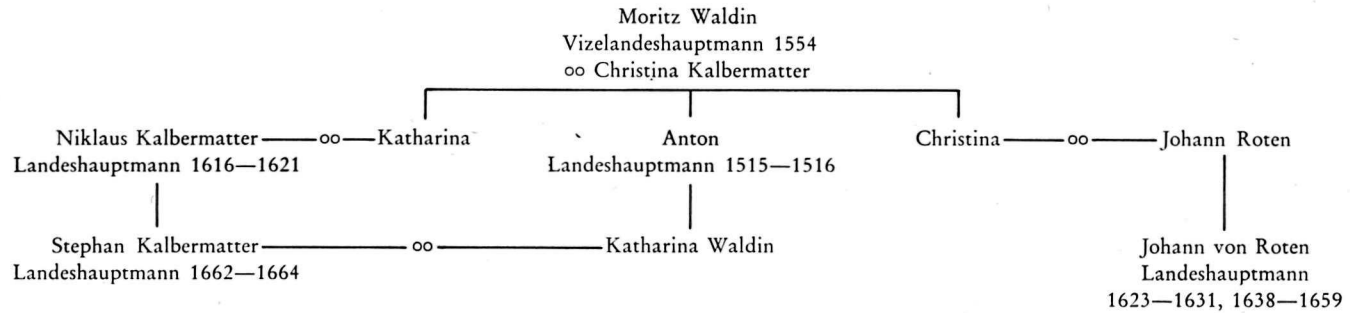 Moritz Waldin
Vizelandeshauptmann 1554
oo Christina Kalbermatter
Niklaus Kalbermatter oo Katharina Anton Christina oo Johann Roten
Landeshauptmann 1616—1621 Landeshauptmann 1515—1516
Stephan Kalbermatter oo Katharina Waldin Johann von Roten
Landeshauptmann 1662—1664 Landeshauptmann
1623—1631, 1638—1659